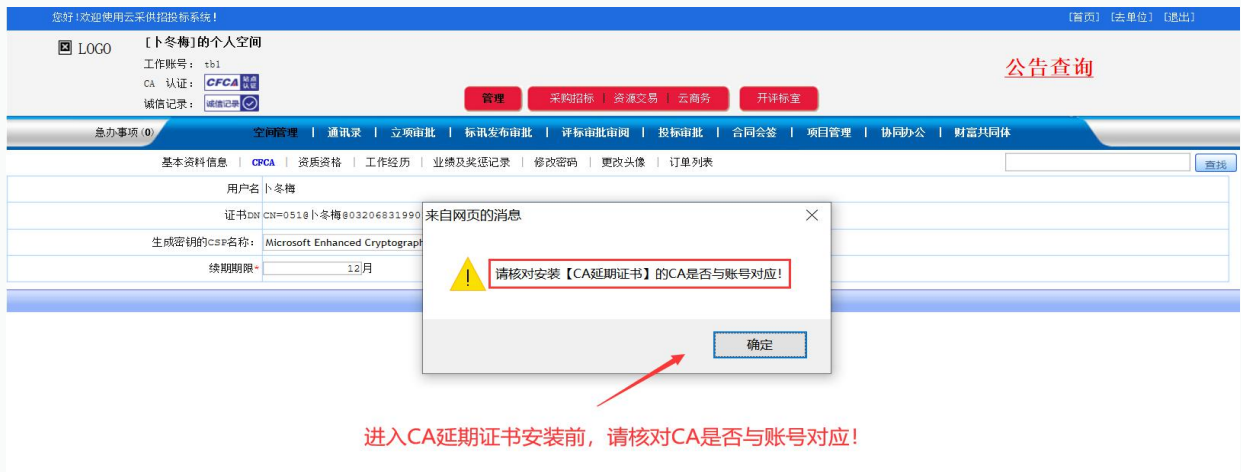 您好!欢迎使用云采供招投标系统!
[首页] [去单位] [退出]
LOGO
[卜冬梅]的个人空间
工作账号: tb1
CA 认证: CFCA 站点认证
诚信记录: 诚信记录
公告查询
管理 采购招标 | 资源交易 | 云商务 开评标室
急办事项(0) 空间管理 | 通讯录 | 立项审批 | 标讯发布审批 | 评标审批审阅 | 投标审批 | 合同会签 | 项目管理 | 协同办公 | 财富共同体
基本资料信息 | CFCA | 资质资格 | 工作经历 | 业绩及奖惩记录 | 修改密码 | 更改头像 | 订单列表
查找
用户名 卜冬梅
证书DN CN=051@卜冬梅@03206831990
生成密钥的CSP名称: Microsoft Enhanced Cryptograph
续期期限* 12 月
来自网页的消息
请核对安装【CA延期证书】的CA是否与账号对应!
确定
进入CA延期证书安装前，请核对CA是否与账号对应！